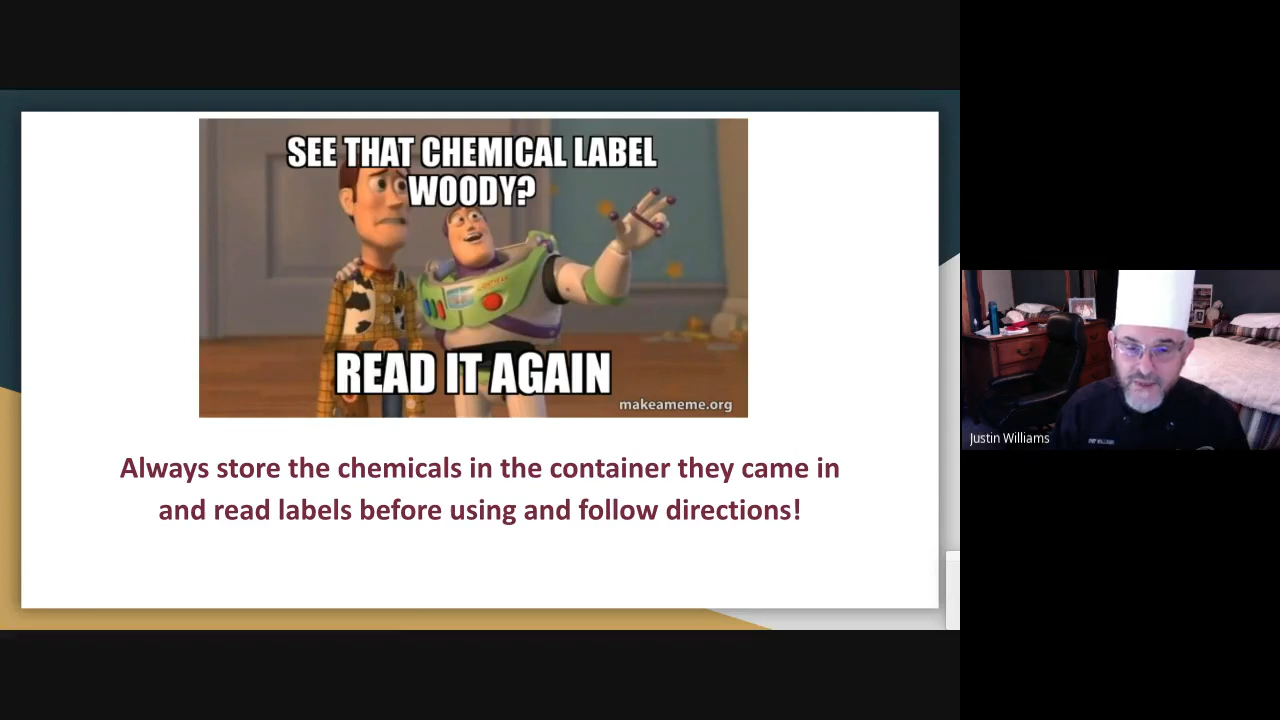 SEE THAT CHEMICAL LABEL
WOODY?
READ IT AGAIN
makeameme.org
Always store the chemicals in the container they came in
and read labels before using and follow directions!
Justin Williams